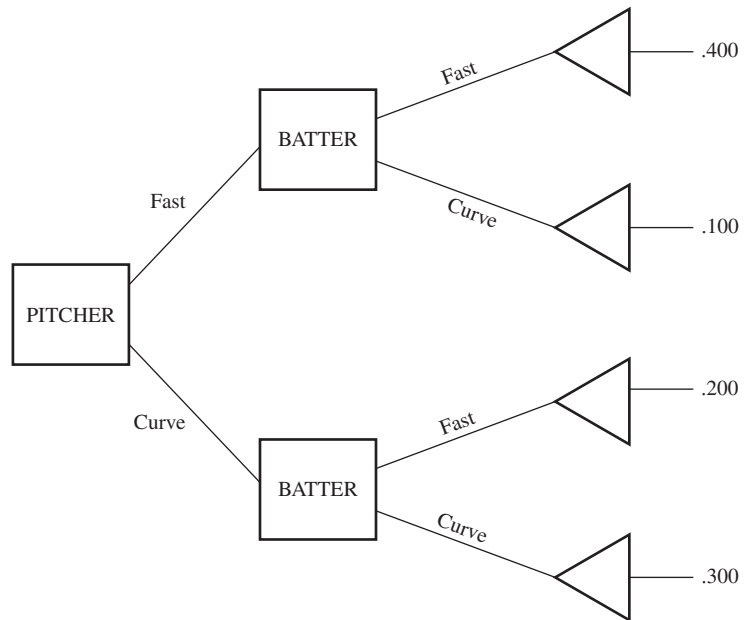 Fast
.400
BATTER
Fast
Curve
.100
PITCHER
Curve
Fast
.200
BATTER
Curve
.300